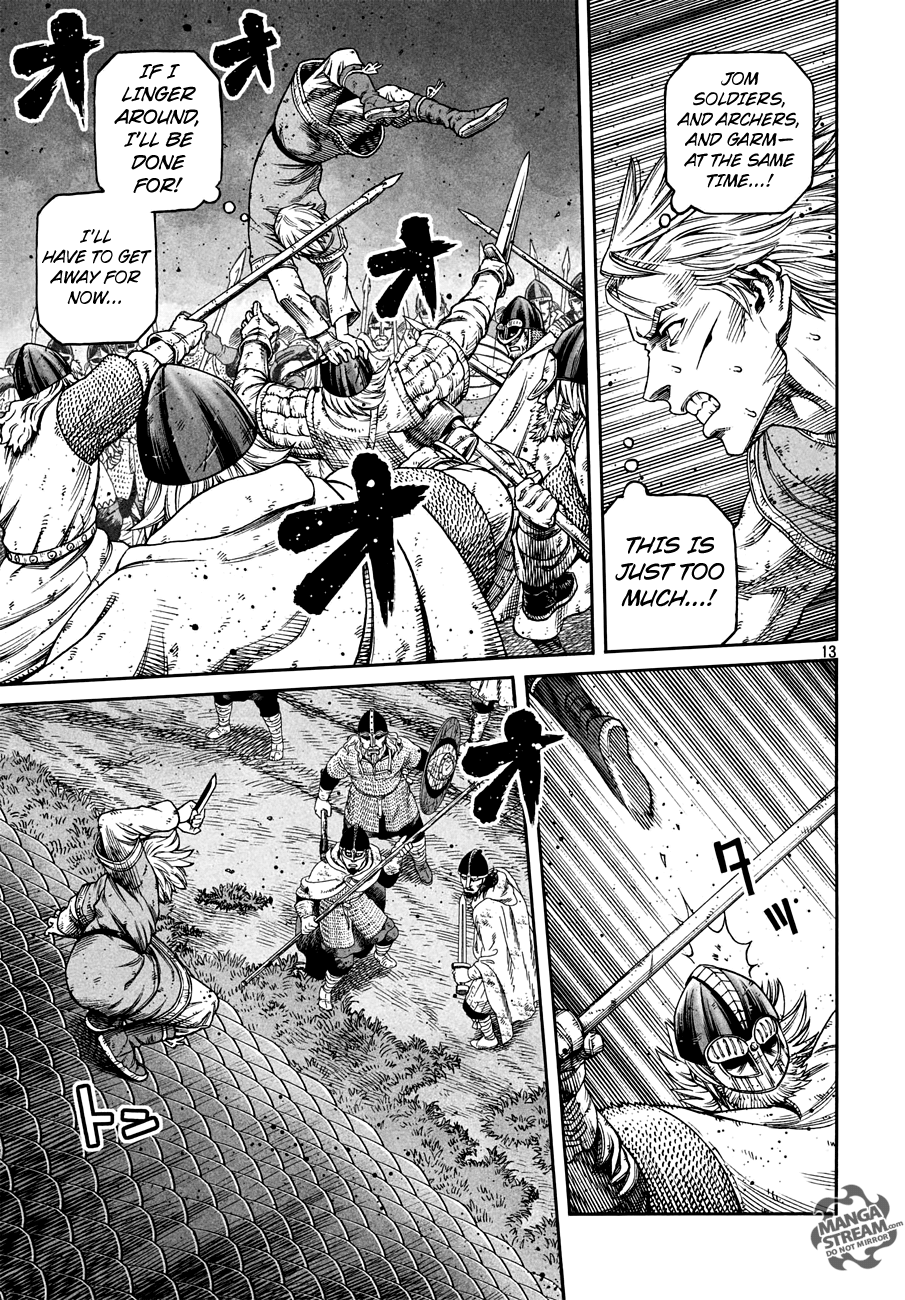 JOM
SOLDIERS,
AND ARCHERS,
AND GARM—
AT THE SAME
TIME...!
THIS IS
JUST TOO
MUCH...!
IF I
LINGER
AROUND,
I'LL BE
DONE
FOR!
I'LL
HAVE TO GET
AWAY FOR
NOW...
オ
オ
オ
オ
13
オ
タ
ッ
トン
MANGA
STREAM.com
DO NOT MIRROR